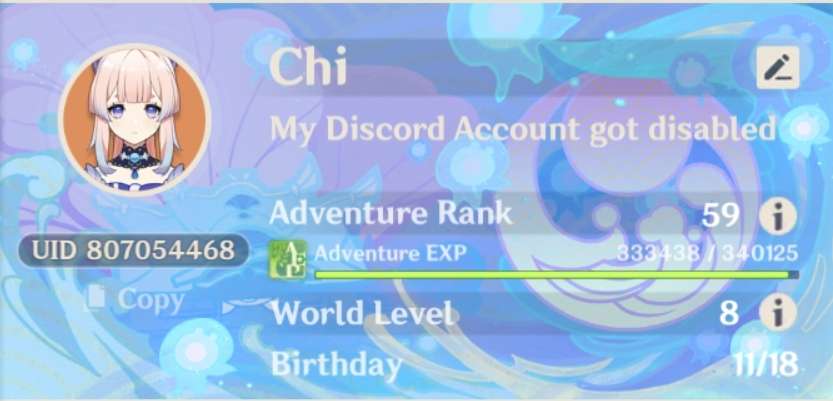 Chi
My Discord Account got disabled
Adventure Rank 59
UID 807054468
Adventure EXP 333438 / 340125
Copy
World Level 8
Birthday 11/18